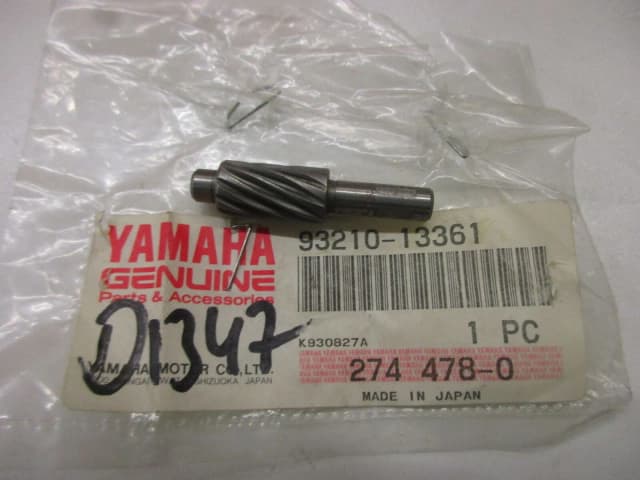 YAMAHA
GENUINE
Parts & Accessories
D1347
YAMAHA MOTOR CO., LTD.
SHIZUOKA JAPAN
93210-13361
K930827A
1 PC
274 478-0
MADE IN JAPAN